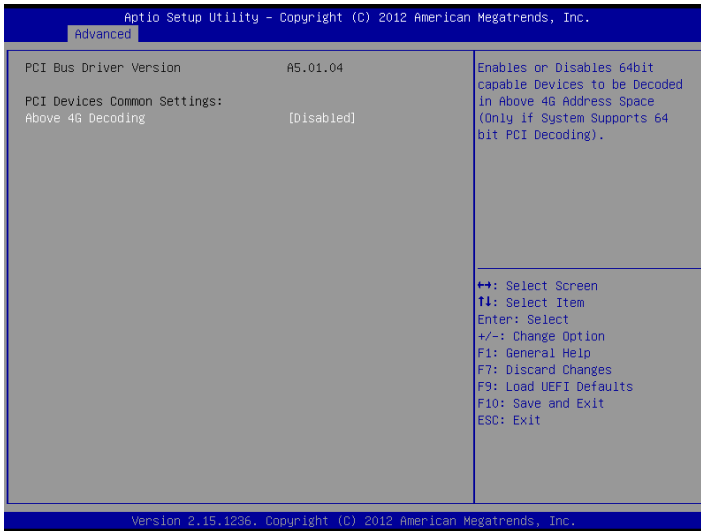 Aptio Setup Utility – Copyright (C) 2012 American Megatrends, Inc.
Advanced
PCI Bus Driver Version A5.01.04
PCI Devices Common Settings:
Above 4G Decoding [Disabled]
Enables or Disables 64bit
capable Devices to be Decoded
in Above 4G Address Space
(Only if System Supports 64
bit PCI Decoding).
↔: Select Screen
↑↓: Select Item
Enter: Select
+/-: Change Option
F1: General Help
F7: Discard Changes
F9: Load UEFI Defaults
F10: Save and Exit
ESC: Exit
Version 2.15.1236. Copyright (C) 2012 American Megatrends, Inc.